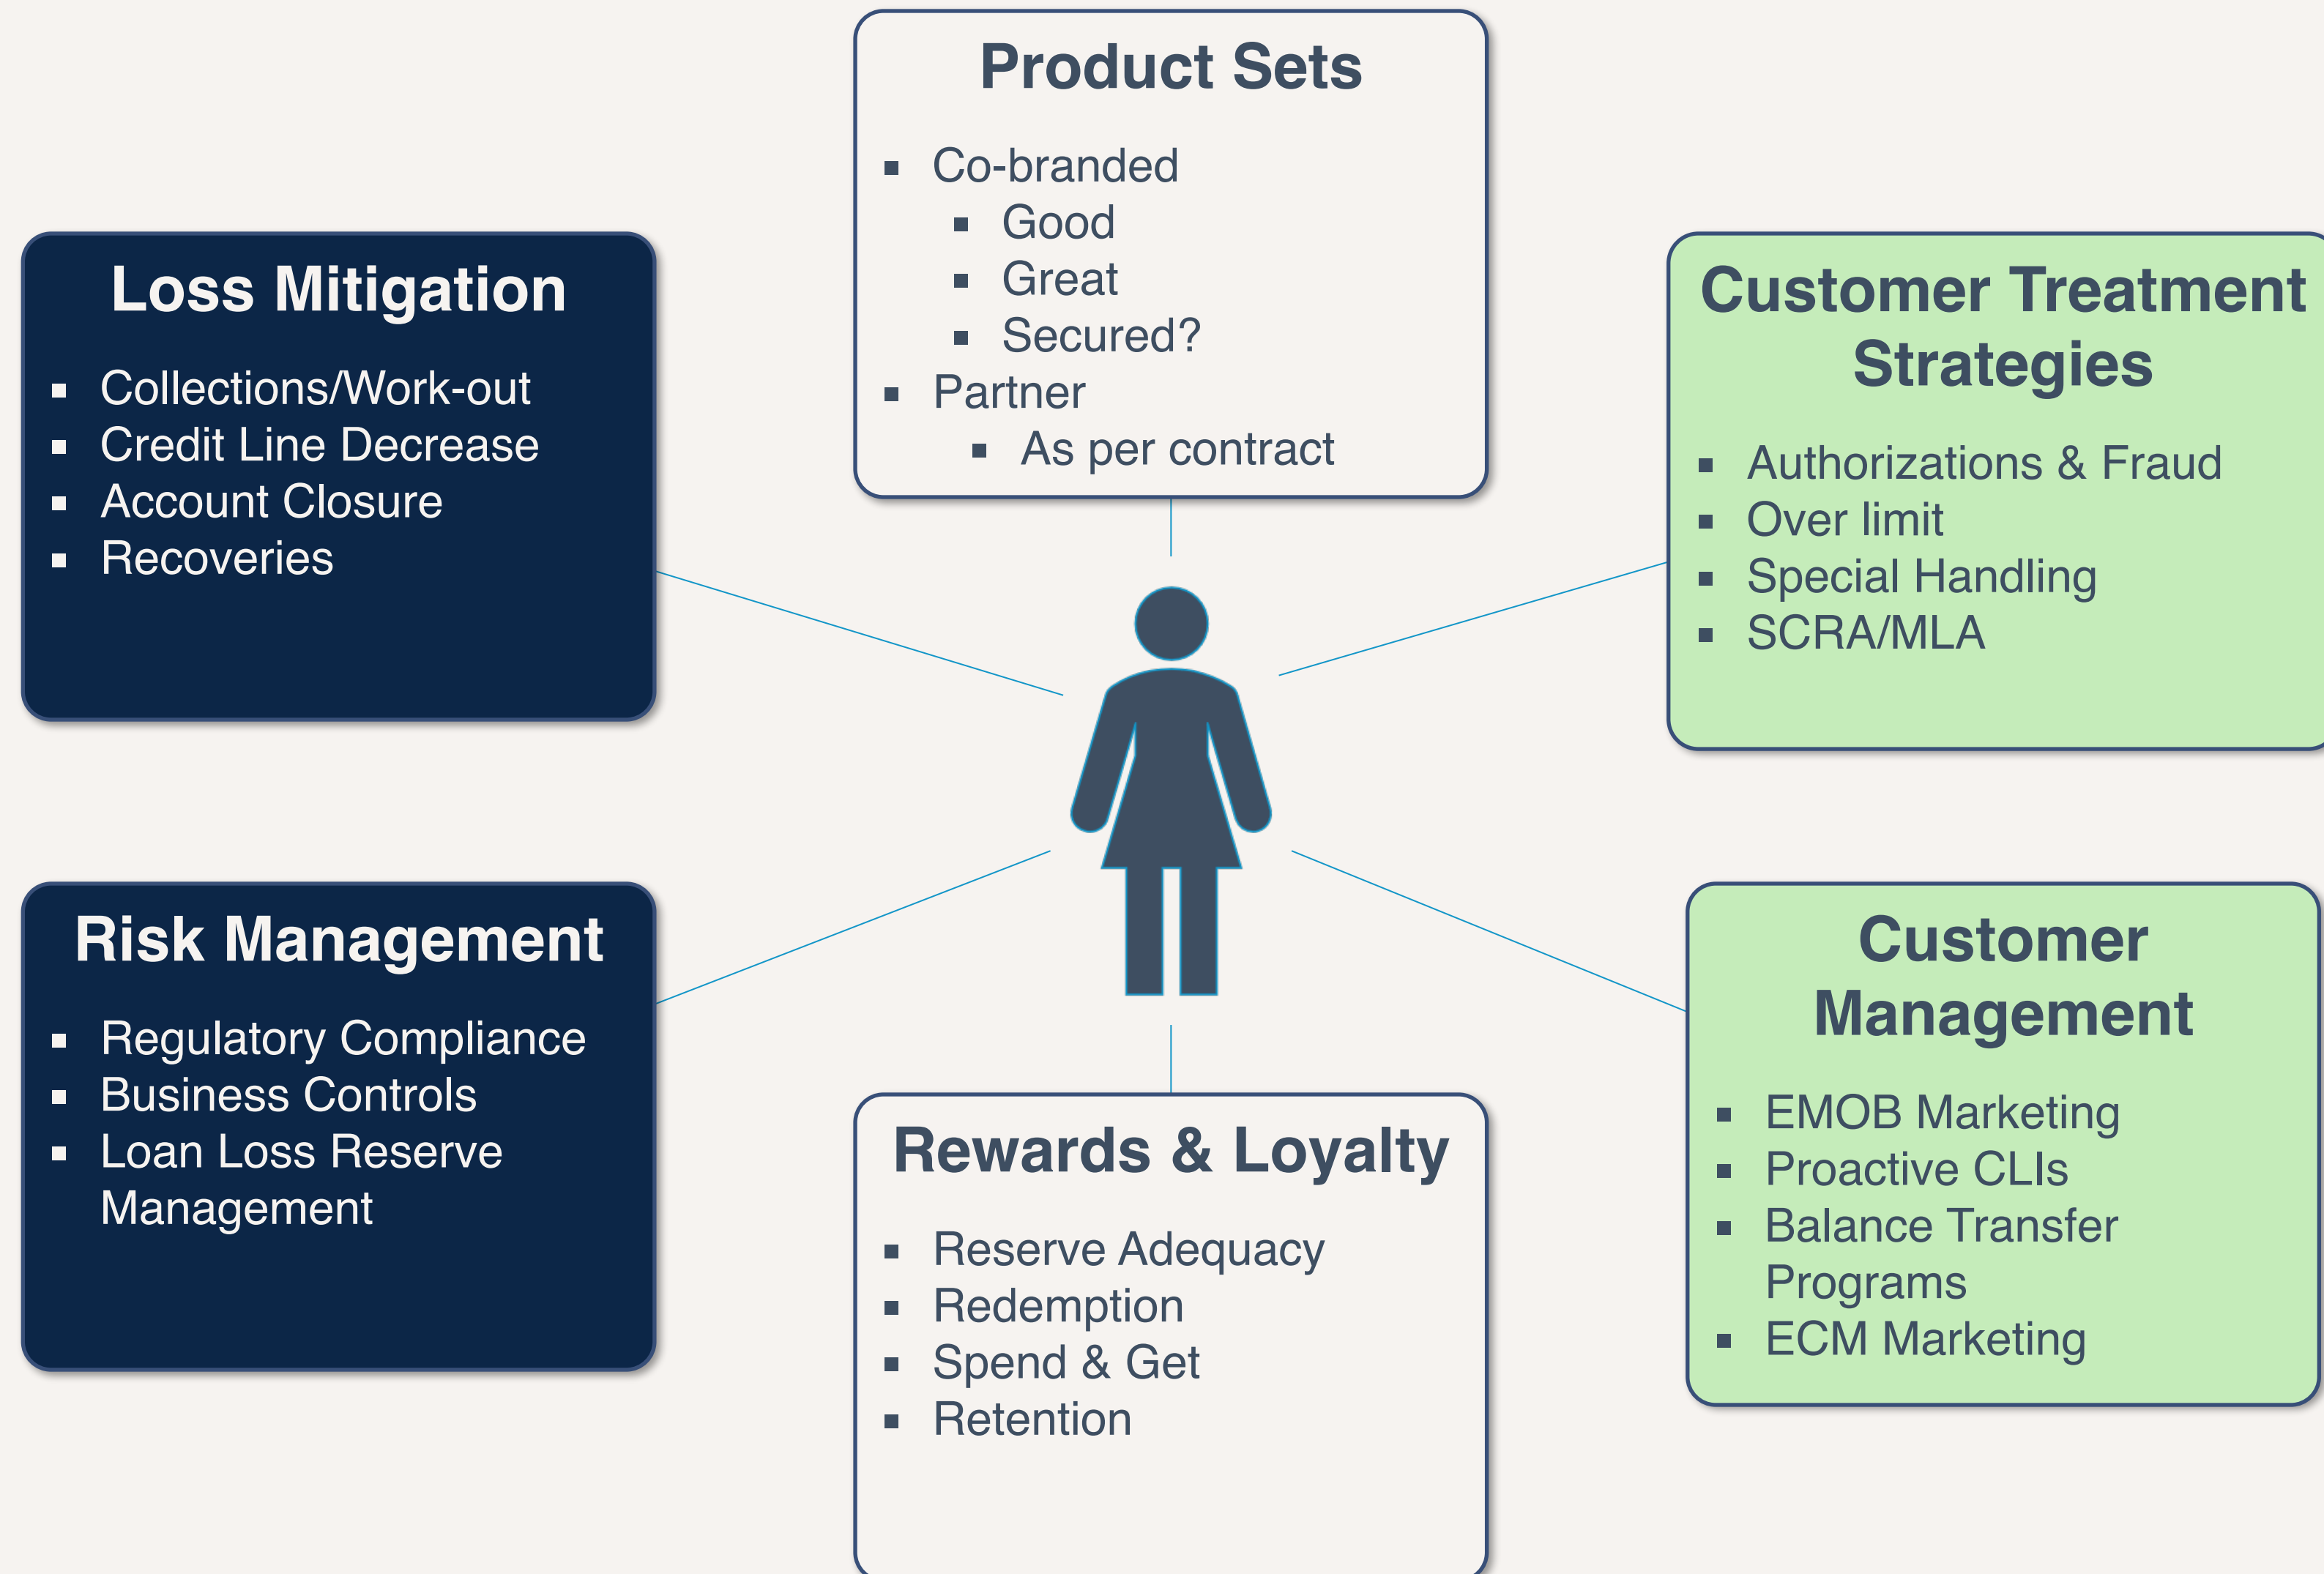 Product Sets
Co-branded
Good
Great
Secured?
Partner
As per contract
Loss Mitigation
Collections/Work-out
Credit Line Decrease
Account Closure
Recoveries
Customer Treatment
Strategies
Authorizations & Fraud
Over limit
Special Handling
SCRA/MLA
Risk Management
Regulatory Compliance
Business Controls
Loan Loss Reserve
Management
Rewards & Loyalty
Reserve Adequacy
Redemption
Spend & Get
Retention
Customer
Management
EMOB Marketing
Proactive CLIs
Balance Transfer
Programs
ECM Marketing